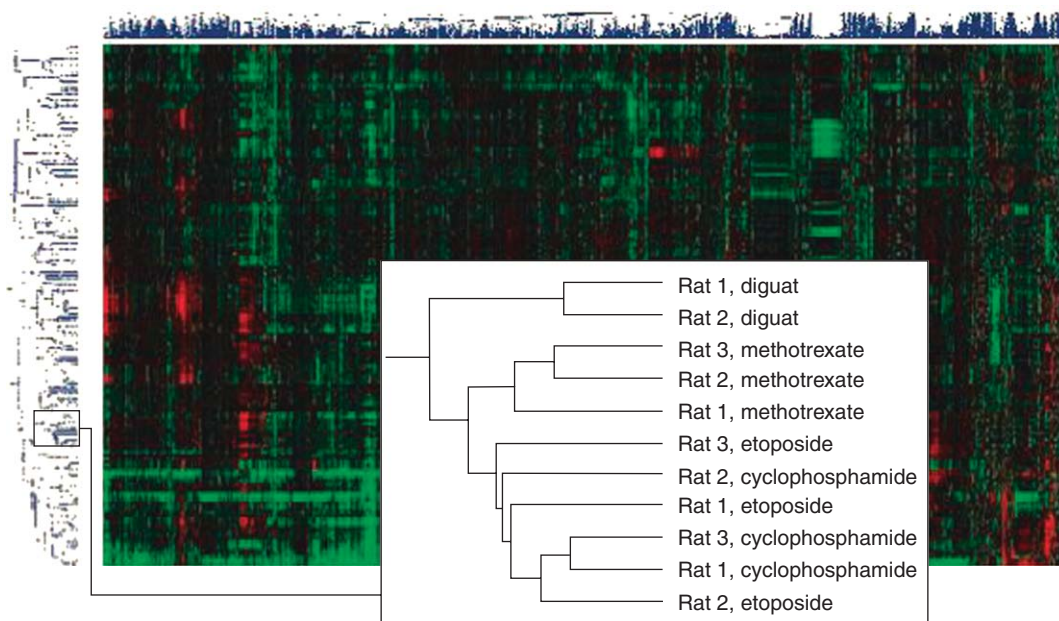 Rat 1, diguat
Rat 2, diguat
Rat 3, methotrexate
Rat 2, methotrexate
Rat 1, methotrexate
Rat 3, etoposide
Rat 2, cyclophosphamide
Rat 1, etoposide
Rat 3, cyclophosphamide
Rat 1, cyclophosphamide
Rat 2, etoposide